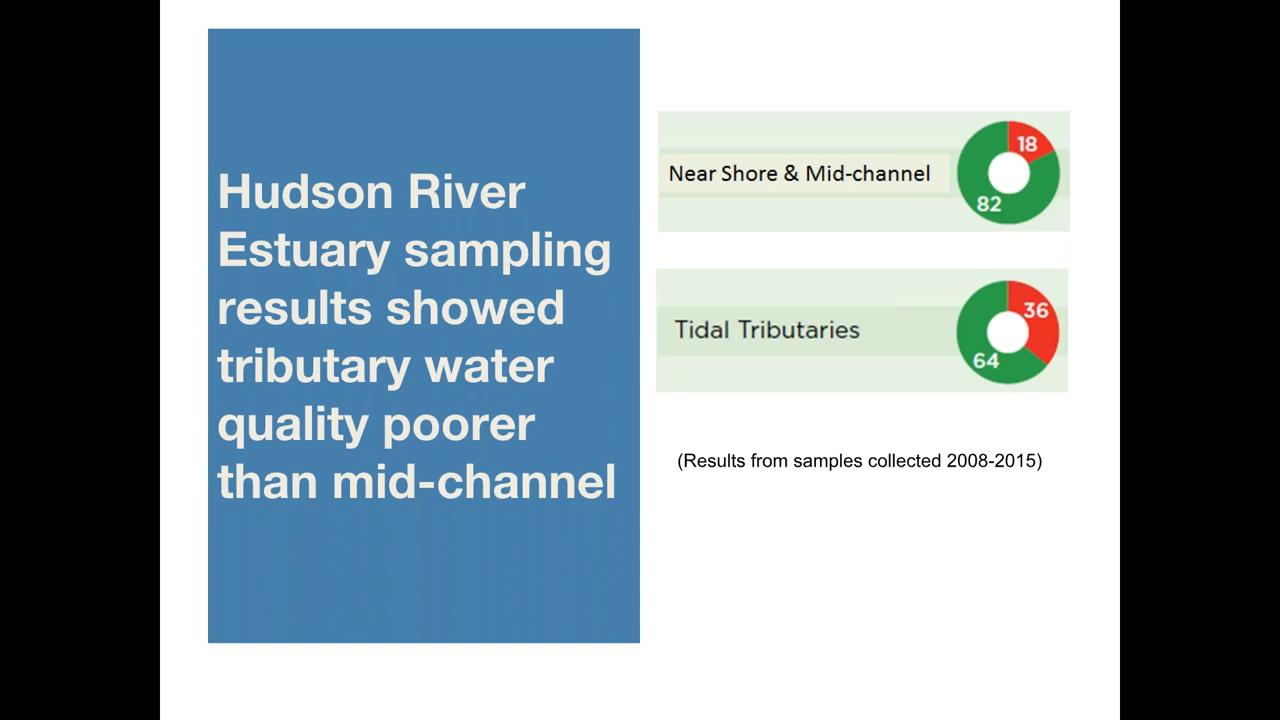 Hudson River
Estuary sampling
results showed
tributary water
quality poorer
than mid-channel
Near Shore & Mid-channel
18
82
Tidal Tributaries
36
64
(Results from samples collected 2008-2015)